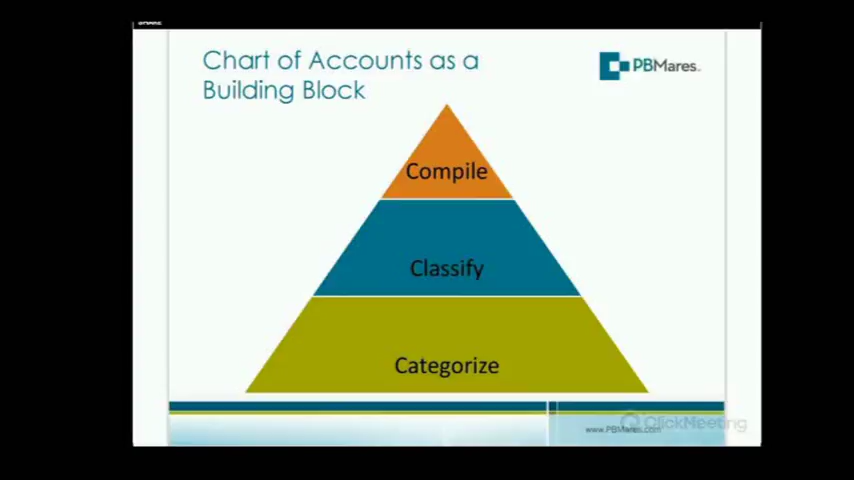 Chart of Accounts as a
Building Block
PBMares
Compile
Classify
Categorize
ClickMeeting
www.PBMares.com